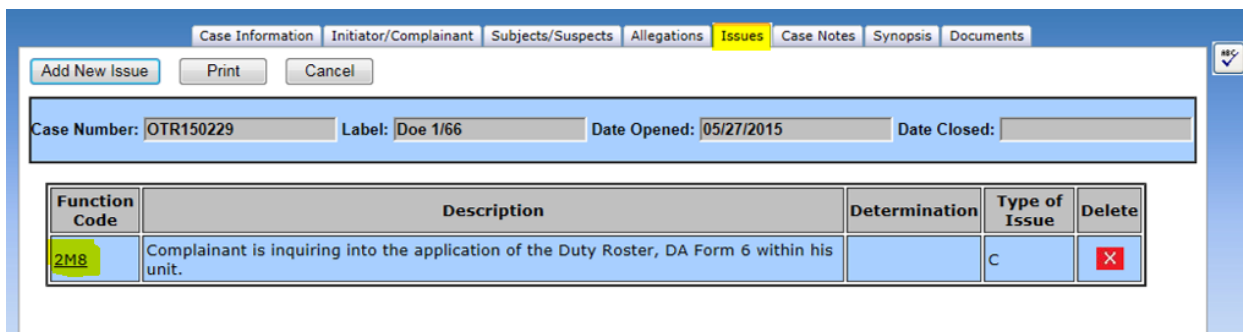 Case Information Initiator/Complainant Subjects/Suspects Allegations Issues Case Notes Synopsis Documents
ABC
Add New Issue Print Cancel
Case Number: OTR150229 Label: Doe 1/66 Date Opened: 05/27/2015 Date Closed:
Function Code Description Determination Type of Issue Delete
2M8 Complainant is inquiring into the application of the Duty Roster, DA Form 6 within his C X
unit.